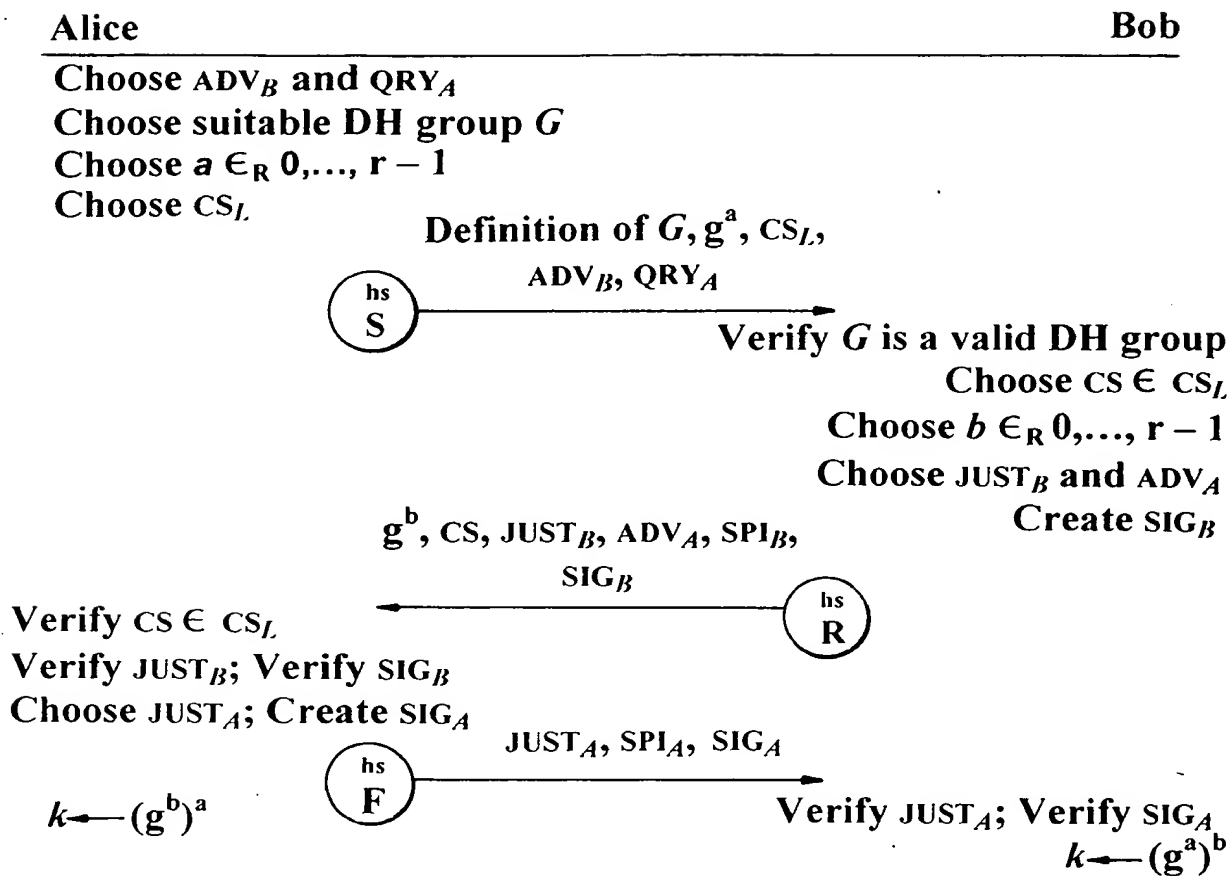 Alice Bob
Choose ADV_B and QRY_A
Choose suitable DH group G
Choose a ∈_R 0,..., r – 1
Choose CS_L
Definition of G, g^a, CS_L,
ADV_B, QRY_A
hs
S
Verify G is a valid DH group
Choose CS ∈ CS_L
Choose b ∈_R 0,..., r – 1
Choose JUST_B and ADV_A
Create SIG_B
g^b, CS, JUST_B, ADV_A, SPI_B,
SIG_B
hs
R
Verify CS ∈ CS_L
Verify JUST_B; Verify SIG_B
Choose JUST_A; Create SIG_A
JUST_A, SPI_A, SIG_A
hs
F
Verify JUST_A; Verify SIG_A
k ← (g^b)^a
k ← (g^a)^b